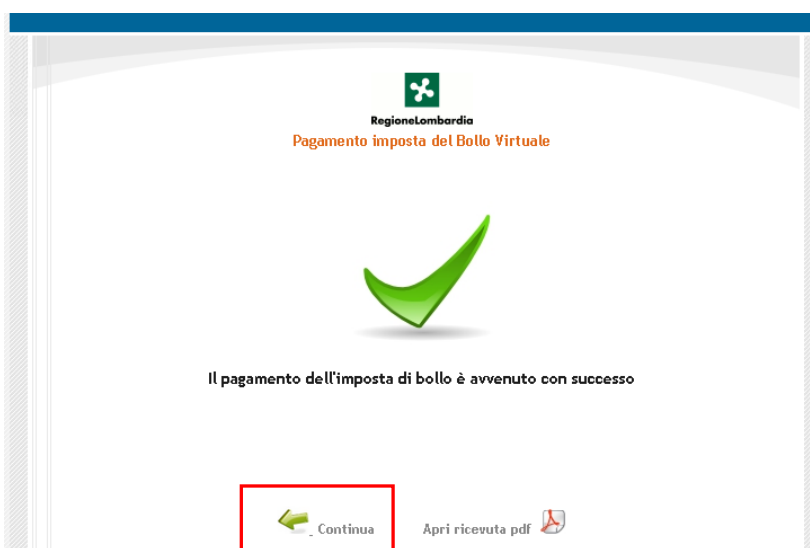 RegioneLombardia
Pagamento imposta del Bollo Virtuale
Il pagamento dell'imposta di bollo è avvenuto con successo
Continua Apri ricevuta pdf